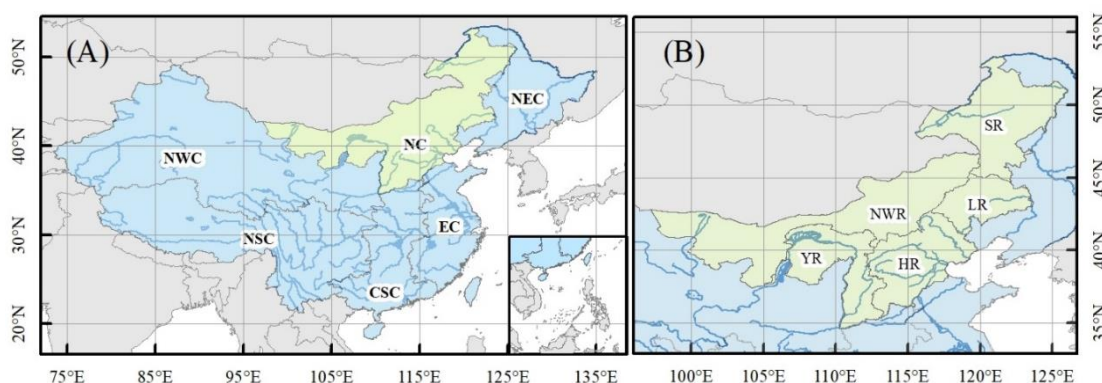 (A)
50°N
40°N
30°N
20°N
NEC
NC
NWC
EC
NSC
CSC
75°E 85°E 95°E 105°E 115°E 125°E 135°E
(B)
55°N
50°N
45°N
40°N
35°N
SR
LR
NWR
YR
HR
100°E 105°E 110°E 115°E 120°E 125°E